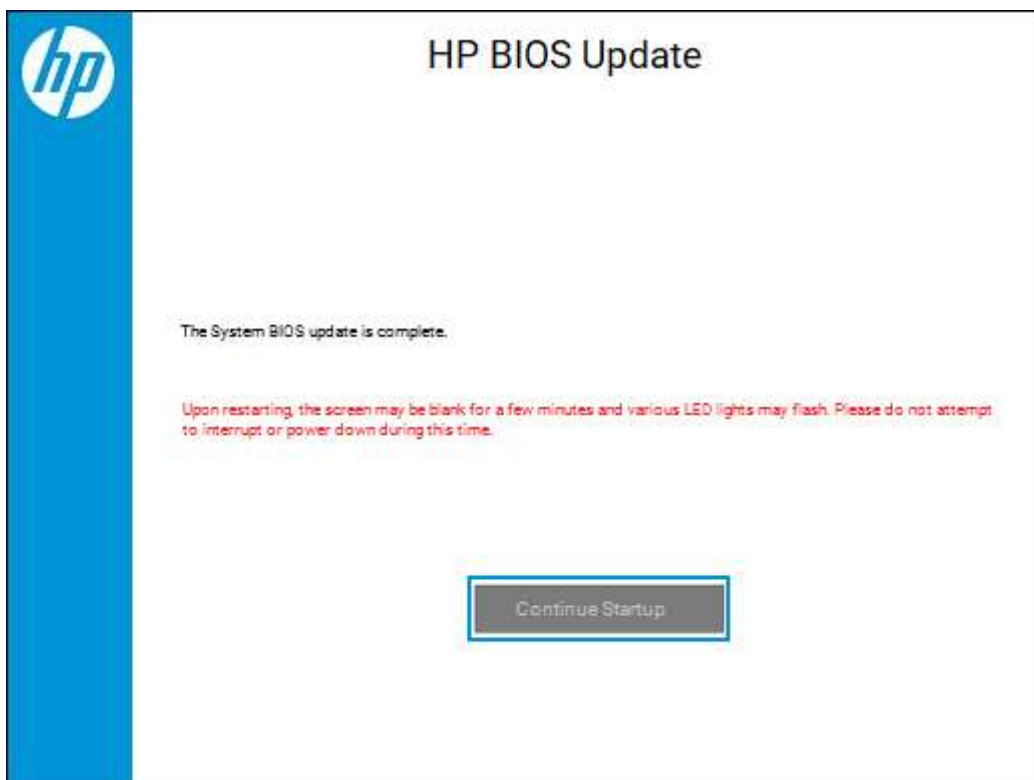 hp
HP BIOS Update
The System BIOS update is complete.
Upon restarting, the screen may be blank for a few minutes and various LED lights may flash. Please do not attempt
to interrupt or power down during this time.
Continue Startup